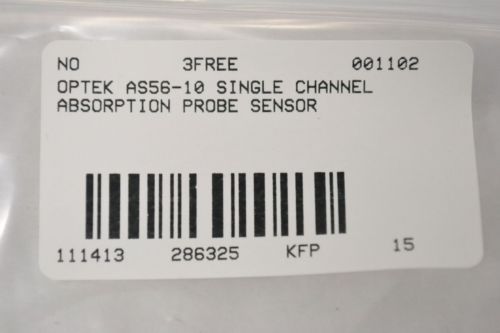 NO 3FREE 001102
OPTEK AS56-10 SINGLE CHANNEL
ABSORPTION PROBE SENSOR
111413 286325 KFP 15